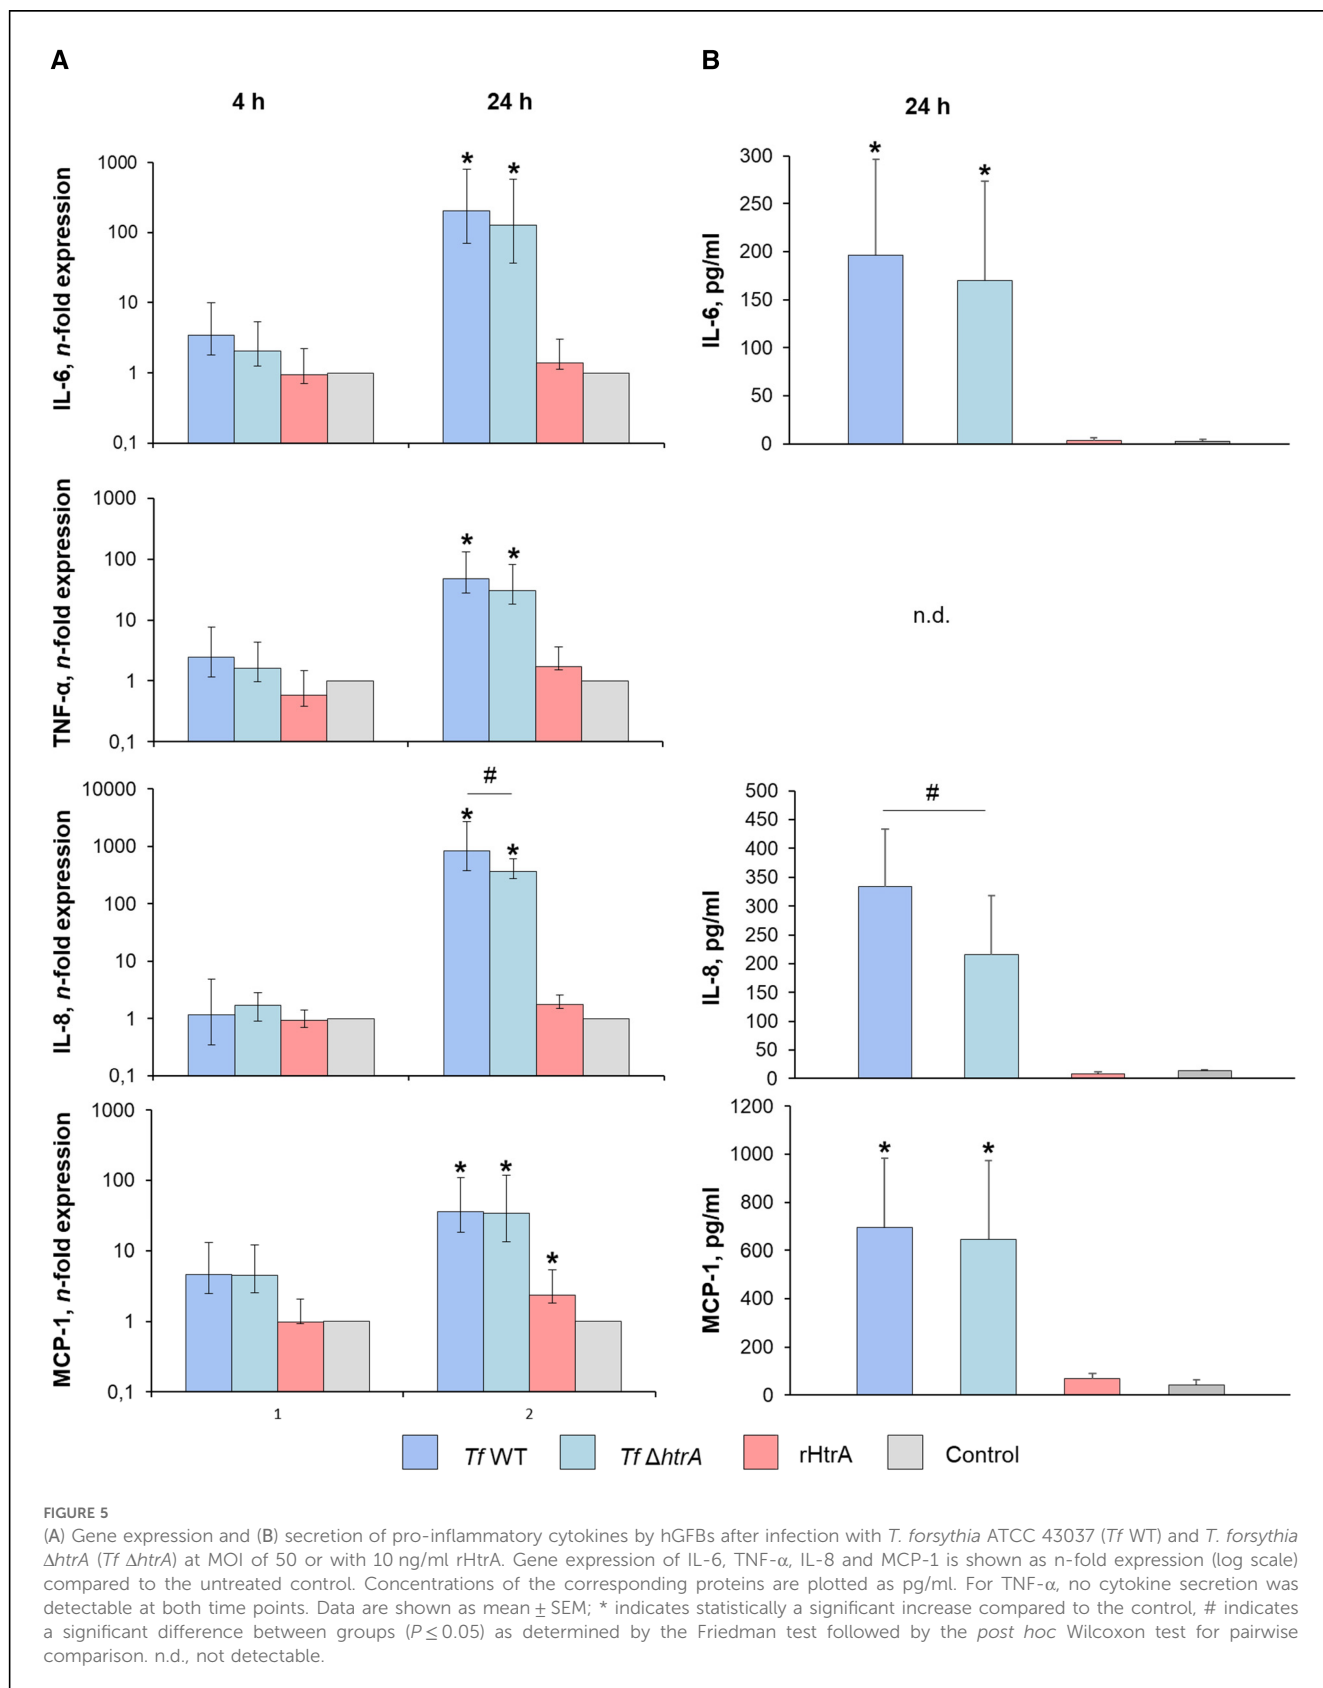 A
B
4 h
24 h
24 h
IL-6, n-fold expression
1000
100
10
1
0,1
*
*
IL-6, pg/ml
300
250
200
150
100
50
0
*
*
TNF-α, n-fold expression
1000
100
10
1
0,1
*
*
n.d.
IL-8, n-fold expression
10000
1000
100
10
1
0,1
#
*
*
IL-8, pg/ml
500
450
400
350
300
250
200
150
100
50
0
#
MCP-1, n-fold expression
1000
100
10
1
0,1
*
*
*
1
2
MCP-1, pg/ml
1200
1000
800
600
400
200
0
*
*
Tf WT
Tf ΔhtrA
rHtrA
Control
FIGURE 5
(A) Gene expression and (B) secretion of pro-inflammatory cytokines by hGFBs after infection with T. forsythia ATCC 43037 (Tf WT) and T. forsythia
ΔhtrA (Tf ΔhtrA) at MOI of 50 or with 10 ng/ml rHtrA. Gene expression of IL-6, TNF-α, IL-8 and MCP-1 is shown as n-fold expression (log scale)
compared to the untreated control. Concentrations of the corresponding proteins are plotted as pg/ml. For TNF-α, no cytokine secretion was
detectable at both time points. Data are shown as mean ± SEM; * indicates statistically a significant increase compared to the control, # indicates
a significant difference between groups (P ≤ 0.05) as determined by the Friedman test followed by the post hoc Wilcoxon test for pairwise
comparison. n.d., not detectable.